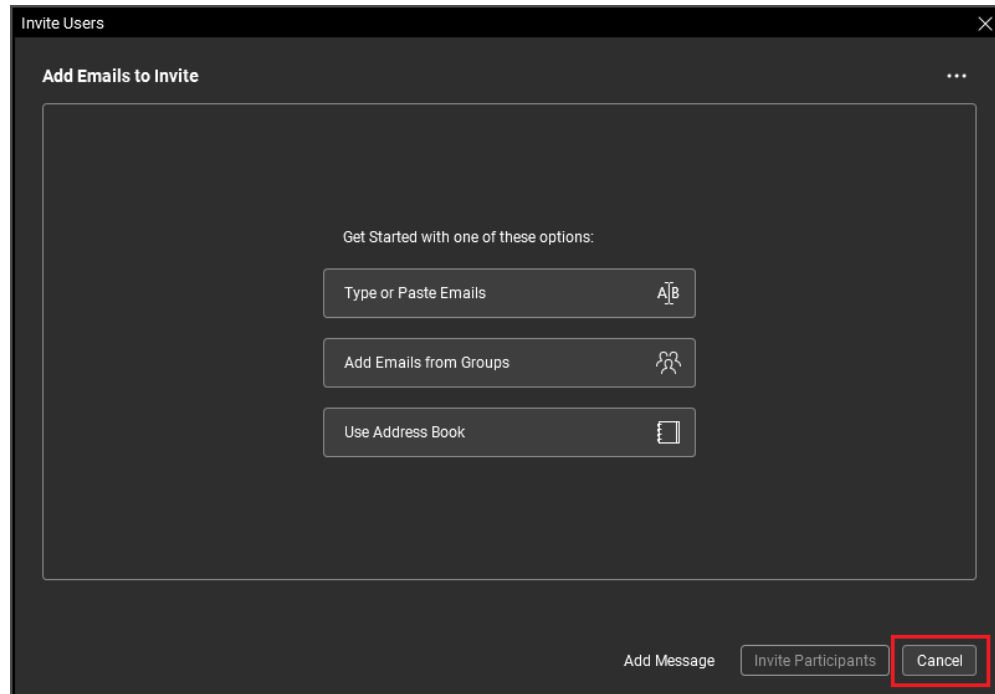 Invite Users
Add Emails to Invite
Get Started with one of these options:
Type or Paste Emails
Add Emails from Groups
Use Address Book
Add Message Invite Participants Cancel